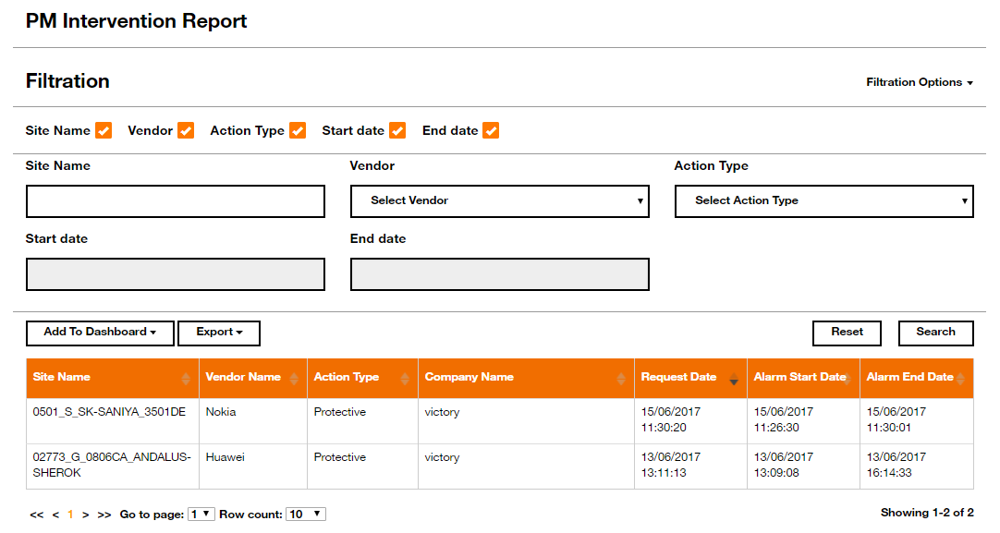 PM Intervention Report
Filtration
Filtration Options
Site Name Vendor Action Type Start date End date
Site Name Vendor Action Type
Select Vendor Select Action Type
Start date End date
Add To Dashboard Export Reset Search
Site Name Vendor Name Action Type Company Name Request Date Alarm Start Date Alarm End Date
0501_S_SK-SANIYA_3501DE Nokia Protective victory 15/06/2017 15/06/2017 15/06/2017
11:30:20 11:26:30 11:30:01
02773_G_0806CA_ANDALUS- Huawei Protective victory 13/06/2017 13/06/2017 13/06/2017
SHEROK 13:11:13 13:09:08 16:14:33
<< < 1 > >> Go to page: 1 Row count: 10 Showing 1-2 of 2